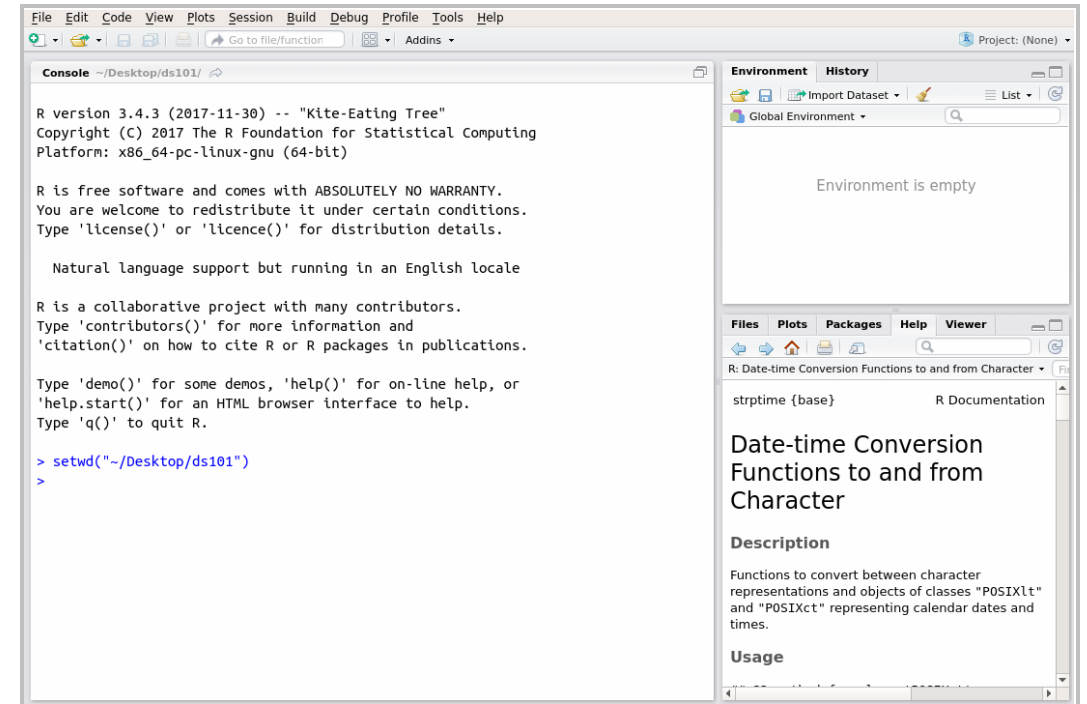 File Edit Code View Plots Session Build Debug Profile Tools Help
Go to file/function Addins Project: (None)
Console ~/Desktop/ds101/
R version 3.4.3 (2017-11-30) -- "Kite-Eating Tree"
Copyright (C) 2017 The R Foundation for Statistical Computing
Platform: x86_64-pc-linux-gnu (64-bit)
R is free software and comes with ABSOLUTELY NO WARRANTY.
You are welcome to redistribute it under certain conditions.
Type 'license()' or 'licence()' for distribution details.
Natural language support but running in an English locale
R is a collaborative project with many contributors.
Type 'contributors()' for more information and
'citation()' on how to cite R or R packages in publications.
Type 'demo()' for some demos, 'help()' for on-line help, or
'help.start()' for an HTML browser interface to help.
Type 'q()' to quit R.
> setwd("~/Desktop/ds101")
>
Environment History
Import Dataset List
Global Environment
Environment is empty
Files Plots Packages Help Viewer
R: Date-time Conversion Functions to and from Character
strptime {base} R Documentation
Date-time Conversion
Functions to and from
Character
Description
Functions to convert between character
representations and objects of classes "POSIXlt"
and "POSIXct" representing calendar dates and
times.
Usage